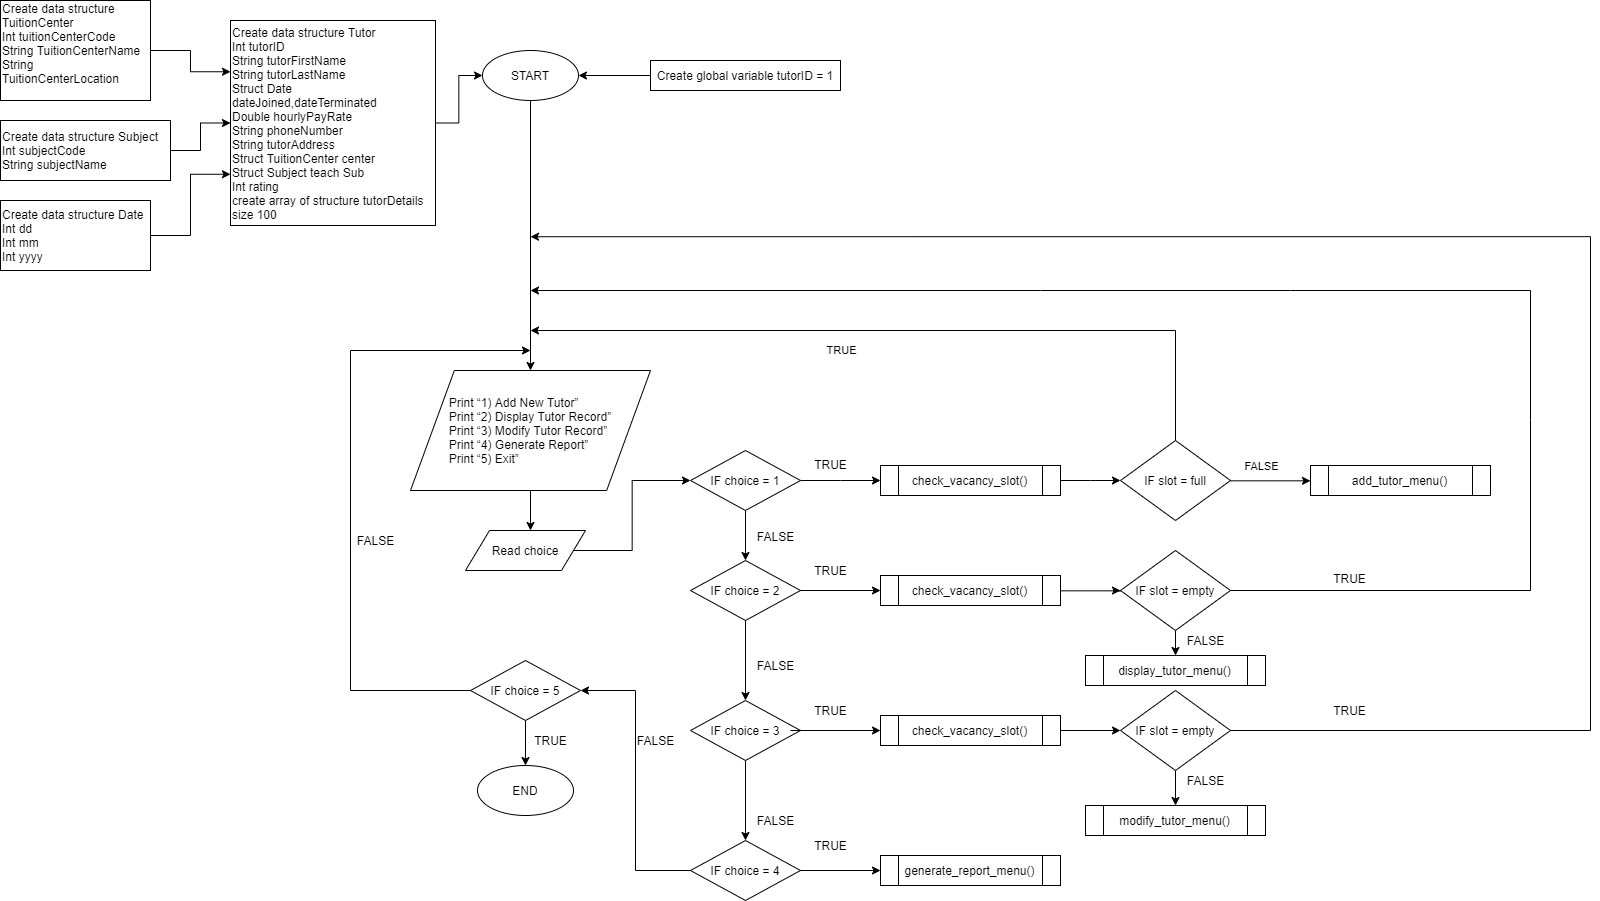 Create data structure
TuitionCenter
Int tuitionCenterCode
String TuitionCenterName
String
TuitionCenterLocation
Create data structure Subject
Int subjectCode
String subjectName
Create data structure Date
Int dd
Int mm
Int yyyy
Create data structure Tutor
Int tutorID
String tutorFirstName
String tutorLastName
Struct Date
dateJoined,dateTerminated
Double hourlyPayRate
String phoneNumber
String tutorAddress
Struct TuitionCenter center
Struct Subject teach Sub
Int rating
create array of structure tutorDetails
size 100
START
Create global variable tutorID = 1
TRUE
Print “1) Add New Tutor”
Print “2) Display Tutor Record”
Print “3) Modify Tutor Record”
Print “4) Generate Report”
Print “5) Exit”
Read choice
IF choice = 1
TRUE
check_vacancy_slot()
IF slot = full
FALSE
add_tutor_menu()
FALSE
FALSE
IF choice = 2
TRUE
check_vacancy_slot()
IF slot = empty
TRUE
FALSE
display_tutor_menu()
FALSE
IF choice = 3
TRUE
check_vacancy_slot()
IF slot = empty
TRUE
FALSE
modify_tutor_menu()
FALSE
IF choice = 4
TRUE
generate_report_menu()
FALSE
IF choice = 5
TRUE
END